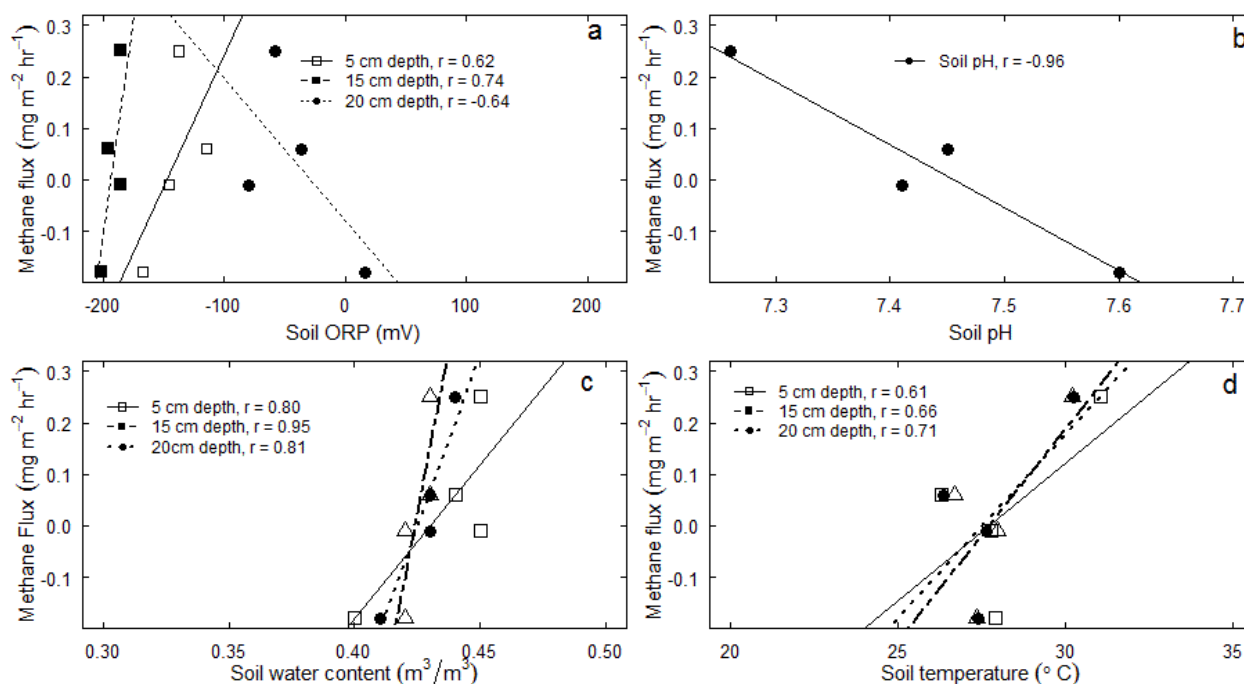 a
5 cm depth, r = 0.62
15 cm depth, r = 0.74
20 cm depth, r = -0.64
Methane flux (mg m⁻² hr⁻¹)
0.3
0.2
0.1
0.0
-0.1
-200 -100 0 100 200
Soil ORP (mV)
b
Soil pH, r = -0.96
Methane flux (mg m⁻² hr⁻¹)
0.3
0.2
0.1
0.0
-0.1
7.3 7.4 7.5 7.6 7.7
Soil pH
c
5 cm depth, r = 0.80
15 cm depth, r = 0.95
20cm depth, r = 0.81
Methane Flux (mg m⁻² hr⁻¹)
0.3
0.2
0.1
0.0
-0.1
0.30 0.35 0.40 0.45 0.50
Soil water content (m³/m³)
d
5 cm depth, r = 0.61
15 cm depth, r = 0.66
20 cm depth, r = 0.71
Methane flux (mg m⁻² hr⁻¹)
0.3
0.2
0.1
0.0
-0.1
20 25 30 35
Soil temperature (° C)